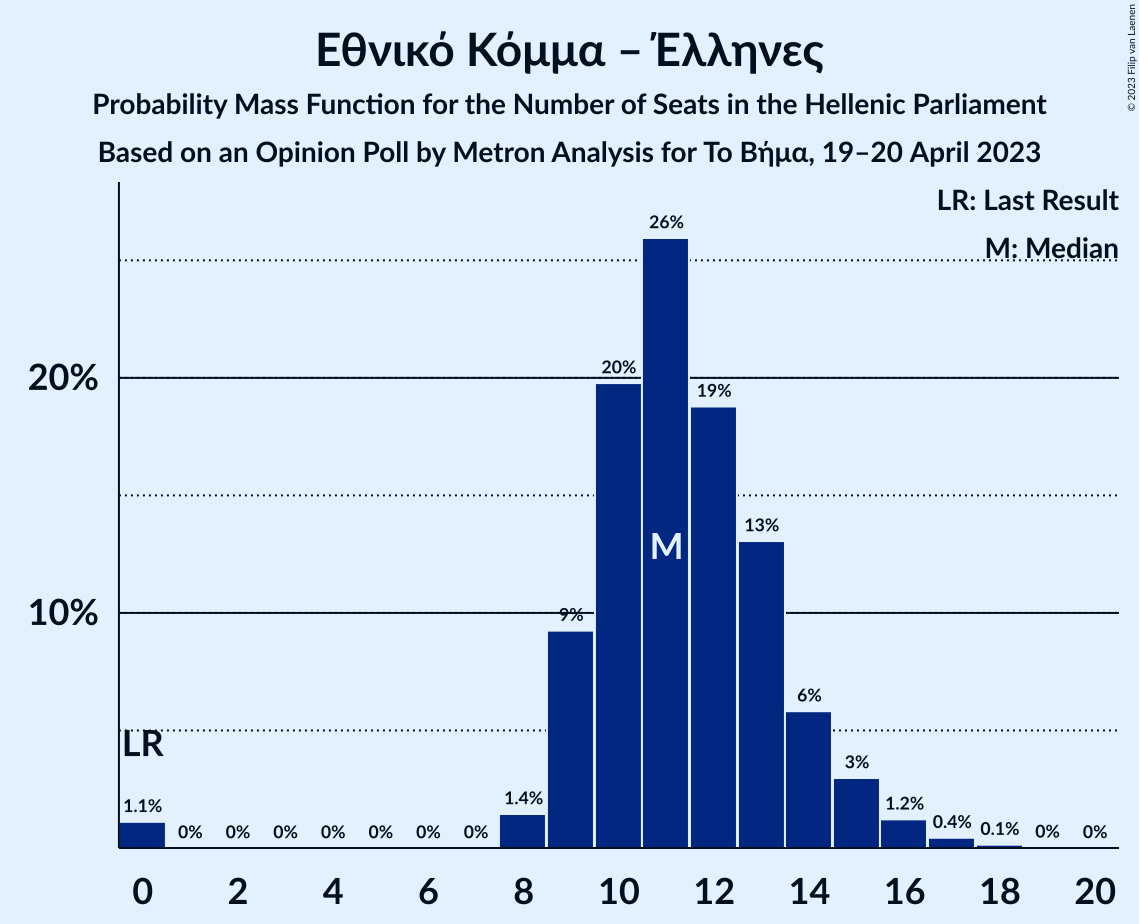 Εθνικό Κόμμα – Έλληνες
Probability Mass Function for the Number of Seats in the Hellenic Parliament
Based on an Opinion Poll by Metron Analysis for Το Βήμα, 19–20 April 2023
© 2023 Filip van Laenen
LR: Last Result
M: Median
26%
20%
20%
19%
13%
M
10%
9%
6%
LR
3%
1.1%
0%
0%
0%
0%
0%
0%
0%
1.4%
1.2%
0.4%
0.1%
0%
0%
0 2 4 6 8 10 12 14 16 18 20